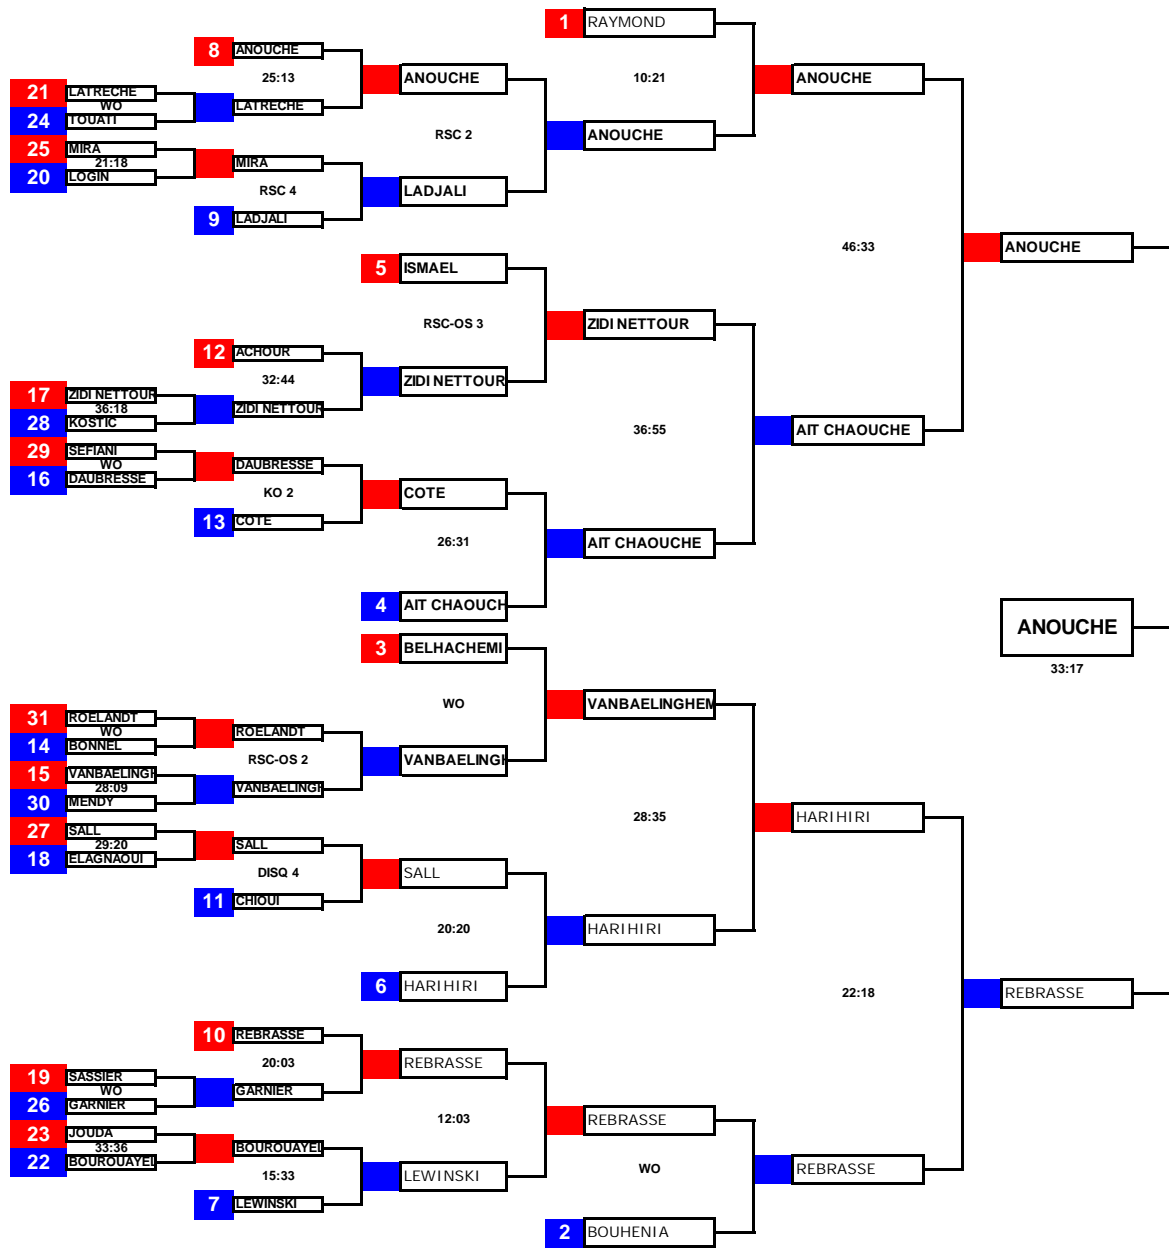 1 RAYMOND
8 ANOUCHE
25:13
ANOUCHE
10:21
ANOUCHE
21 LATRECHE
WO
LATRECHE
24 TOUATI
RSC 2
ANOUCHE
25 MIRA
21:18
MIRA
20 LOGIN
RSC 4
LADJALI
9 LADJALI
46:33
ANOUCHE
5 ISMAEL
RSC-OS 3
ZIDI NETTOUR
12 ACHOUR
32:44
ZIDI NETTOUR
17 ZIDI NETTOUR
36:18
ZIDI NETTOUR
28 KOSTIC
36:55
AIT CHAOUCHE
29 SEFIANI
WO
DAUBRESSE
16 DAUBRESSE
KO 2
COTE
13 COTE
26:31
AIT CHAOUCHE
4 AIT CHAOUCH
ANOUCHE
33:17
3 BELHACHEMI
WO
VANBAELINGHEM
31 ROELANDT
WO
ROELANDT
14 BONNEL
RSC-OS 2
VANBAELINGH
15 VANBAELINGH
28:09
VANBAELINGH
30 MENDY
28:35
HARIHIRI
27 SALL
29:20
SALL
18 ELAGNAOUI
DISQ 4
SALL
11 CHIOUI
20:20
HARIHIRI
6 HARIHIRI
22:18
REBRASSE
10 REBRASSE
20:03
REBRASSE
19 SASSIER
WO
GARNIER
26 GARNIER
12:03
REBRASSE
23 JOUDA
33:36
BOUROUAYEL
22 BOUROUAYEL
15:33
LEWINSKI
WO
REBRASSE
7 LEWINSKI
2 BOUHENIA